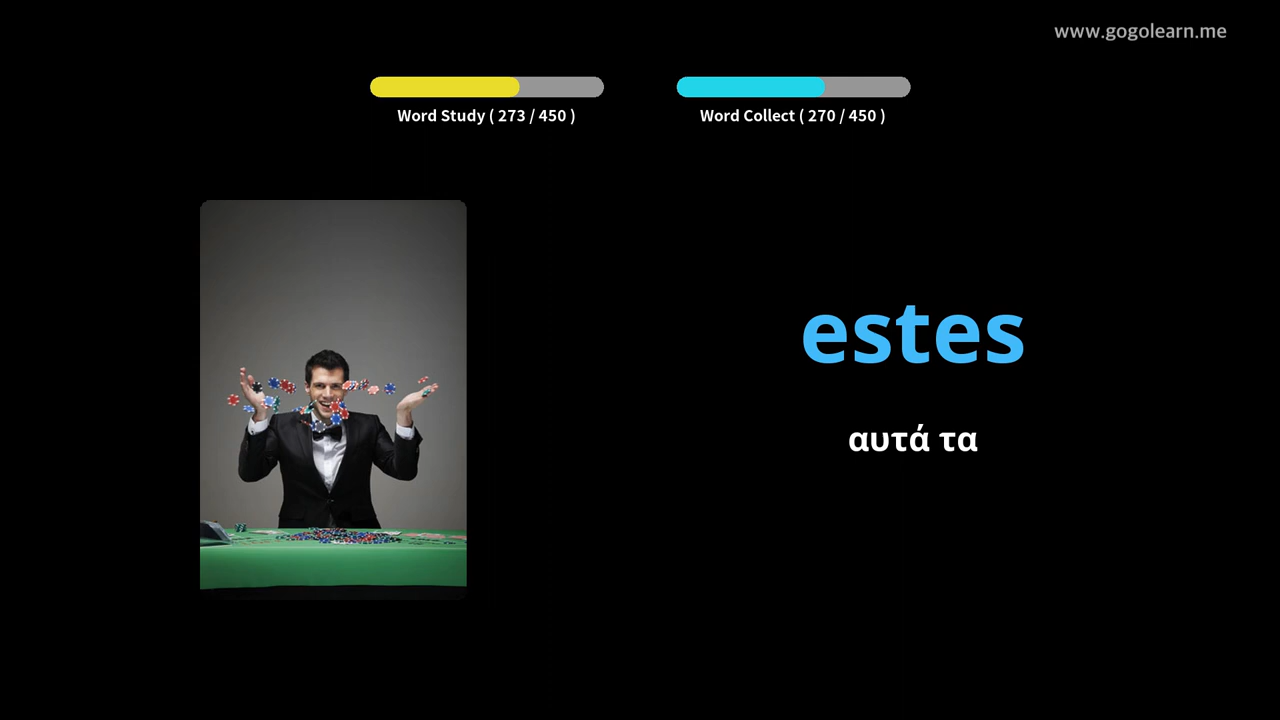 www.gogolearn.me
Word Study ( 273 / 450 )
Word Collect ( 270 / 450 )
estes
αυτά τα